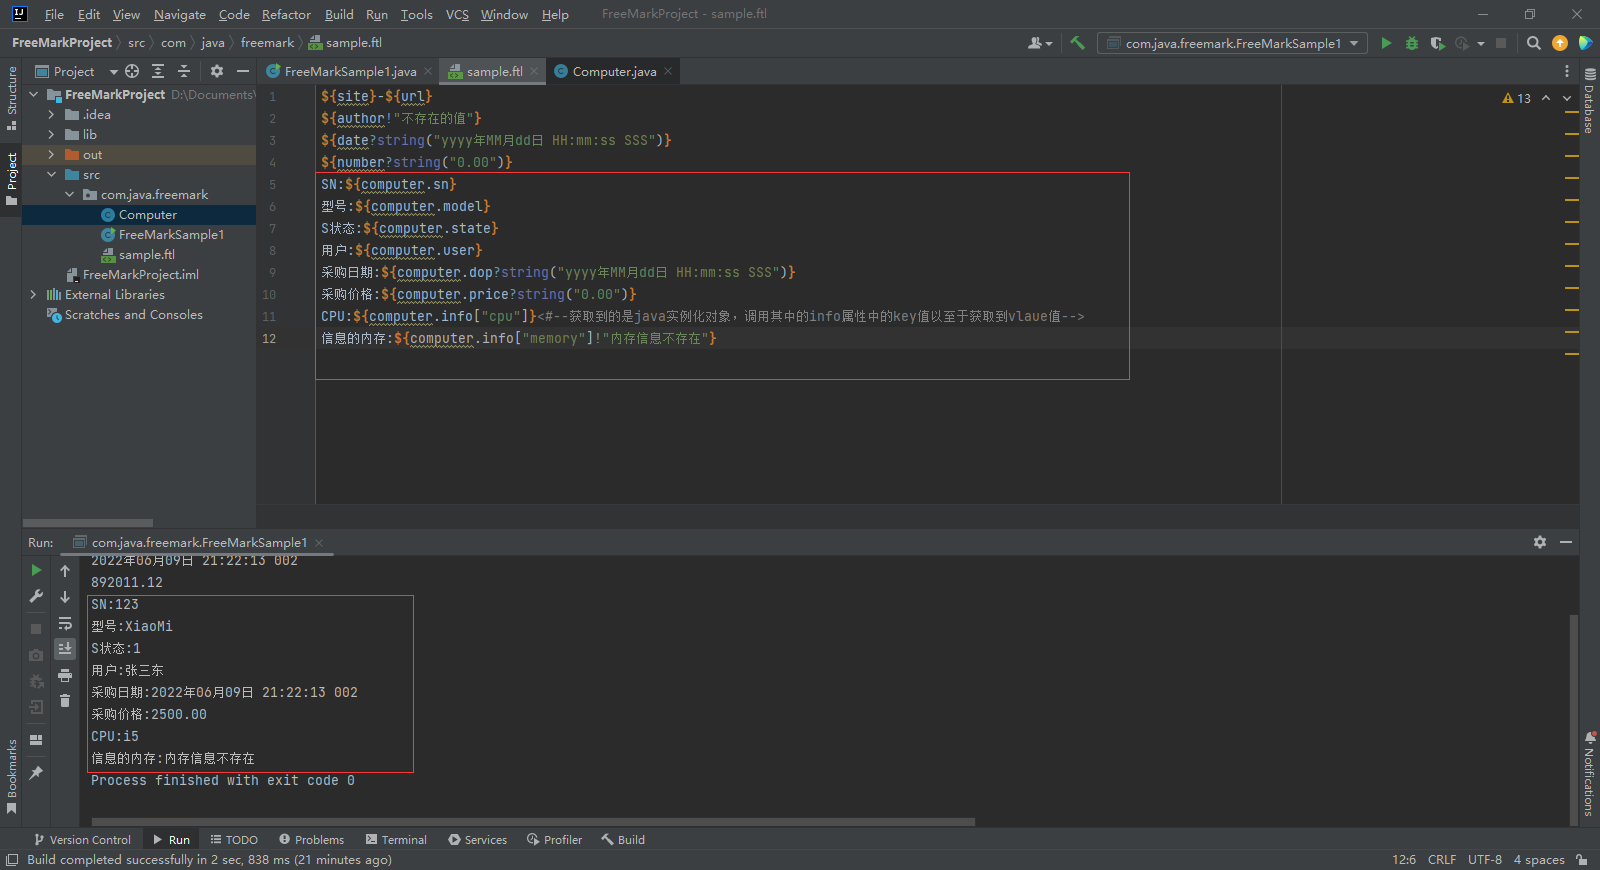 File Edit View Navigate Code Refactor Build Run Tools VCS Window Help FreeMarkProject - sample.ftl
FreeMarkProject src com java freemark sample.ftl com.java.freemark.FreeMarkSample1
Structure
Project
Bookmarks
Project
FreeMarkProject D:\Documents\
.idea
lib
out
src
com.java.freemark
Computer
FreeMarkSample1
sample.ftl
FreeMarkProject.iml
External Libraries
Scratches and Consoles
FreeMarkSample1.java sample.ftl Computer.java
13
1 ${site}-${url}
2 ${author!"不存在的值"}
3 ${date?string("yyyy年MM月dd日 HH:mm:ss SSS")}
4 ${number?string("0.00")}
5 SN:${computer.sn}
6 型号:${computer.model}
7 S状态:${computer.state}
8 用户:${computer.user}
9 采购日期:${computer.dop?string("yyyy年MM月dd日 HH:mm:ss SSS")}
10 采购价格:${computer.price?string("0.00")}
11 CPU:${computer.info["cpu"]}<#--获取到的是java实例化对象，调用其中的info属性中的key值以至于获取到vlaue值-->
12 信息的内存:${computer.info["memory"]!"内存信息不存在"}
Database
Notifications
Run: com.java.freemark.FreeMarkSample1
2022年06月09日 21:22:13 002
892011.12
SN:123
型号:XiaoMi
S状态:1
用户:张三东
采购日期:2022年06月09日 21:22:13 002
采购价格:2500.00
CPU:i5
信息的内存:内存信息不存在
Process finished with exit code 0
Version Control Run TODO Problems Terminal Services Profiler Build
Build completed successfully in 2 sec, 838 ms (21 minutes ago) 12:6 CRLF UTF-8 4 spaces